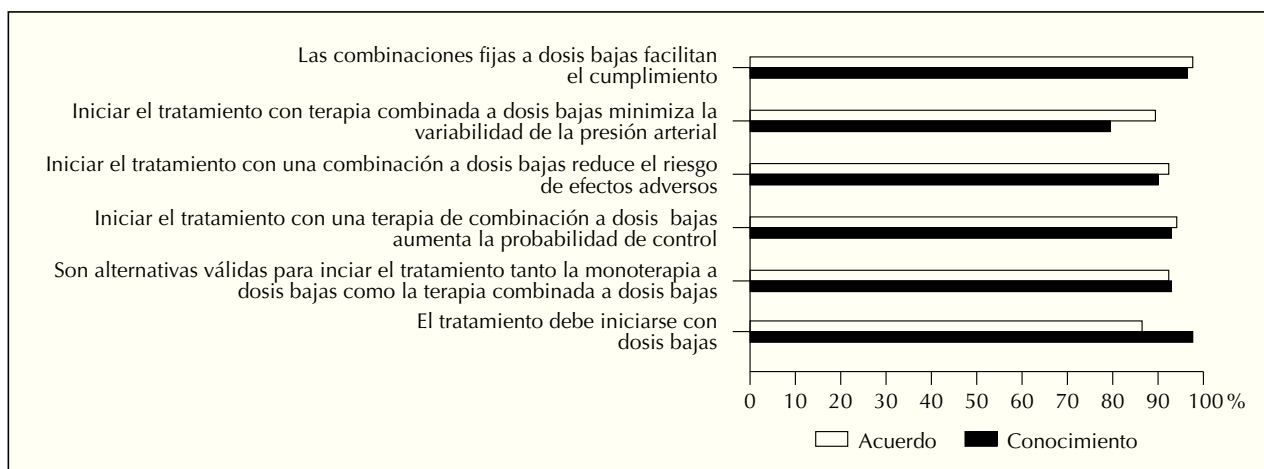 Las combinaciones fijas a dosis bajas facilitan
el cumplimiento
Iniciar el tratamiento con terapia combinada a dosis bajas minimiza la
variabilidad de la presión arterial
Iniciar el tratamiento con una combinación a dosis bajas reduce el riesgo
de efectos adversos
Iniciar el tratamiento con una terapia de combinación a dosis bajas
aumenta la probabilidad de control
Son alternativas válidas para inciar el tratamiento tanto la monoterapia a
dosis bajas como la terapia combinada a dosis bajas
El tratamiento debe iniciarse con
dosis bajas
0 10 20 30 40 50 60 70 80 90 100 %
Acuerdo Conocimiento